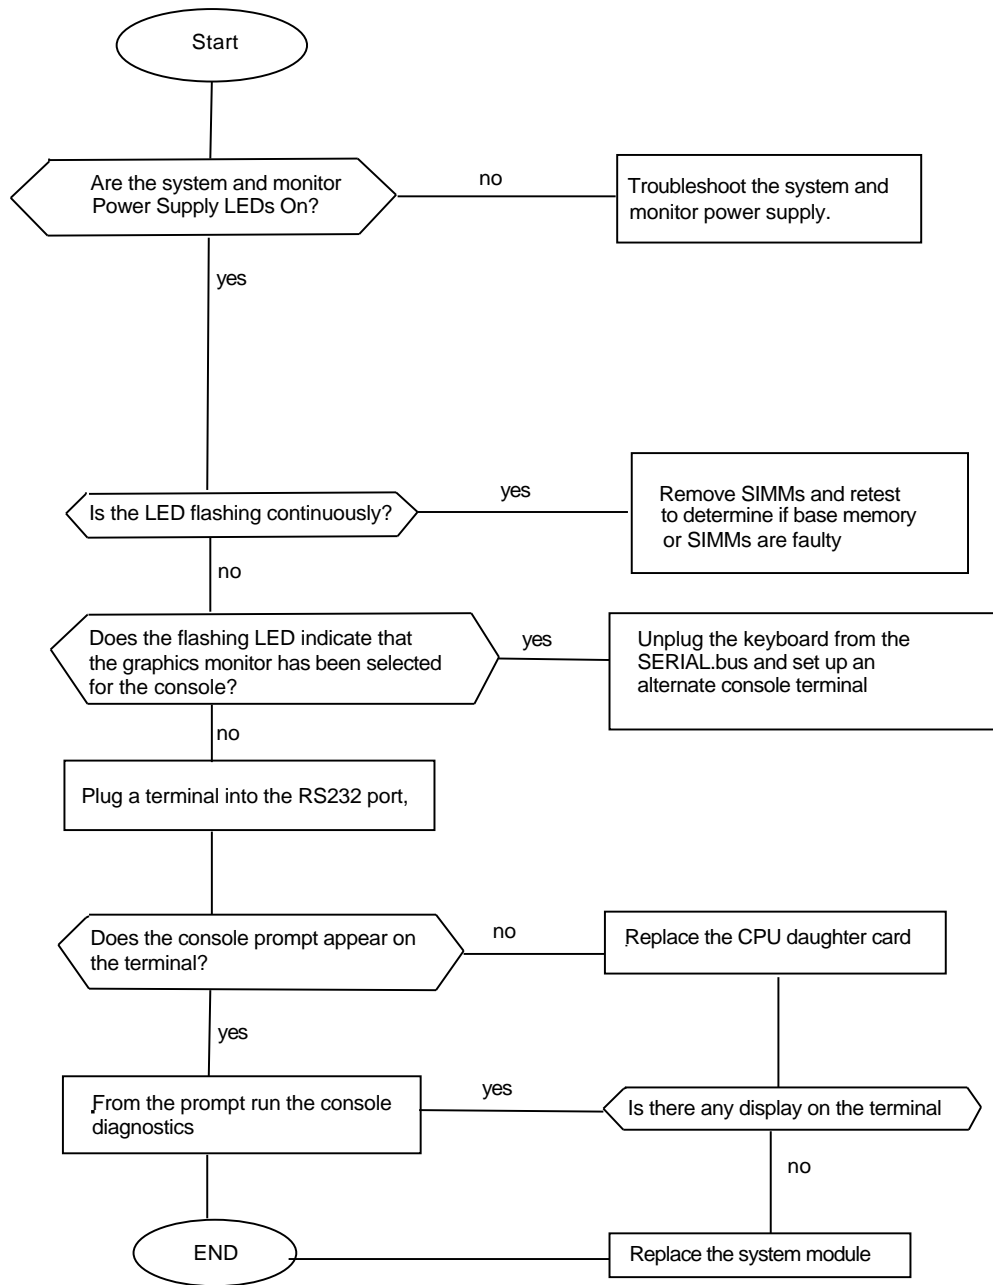 Start
Are the system and monitor
Power Supply LEDs On?
no
Troubleshoot the system and
monitor power supply.
yes
Is the LED flashing continuously?
yes
Remove SIMMs and retest
to determine if base memory
or SIMMs are faulty
no
Does the flashing LED indicate that
the graphics monitor has been selected
for the console?
yes
Unplug the keyboard from the
SERIAL.bus and set up an
alternate console terminal
no
Plug a terminal into the RS232 port,
Does the console prompt appear on
the terminal?
no
Replace the CPU daughter card
yes
From the prompt run the console
diagnostics
yes
Is there any display on the terminal
no
END
Replace the system module